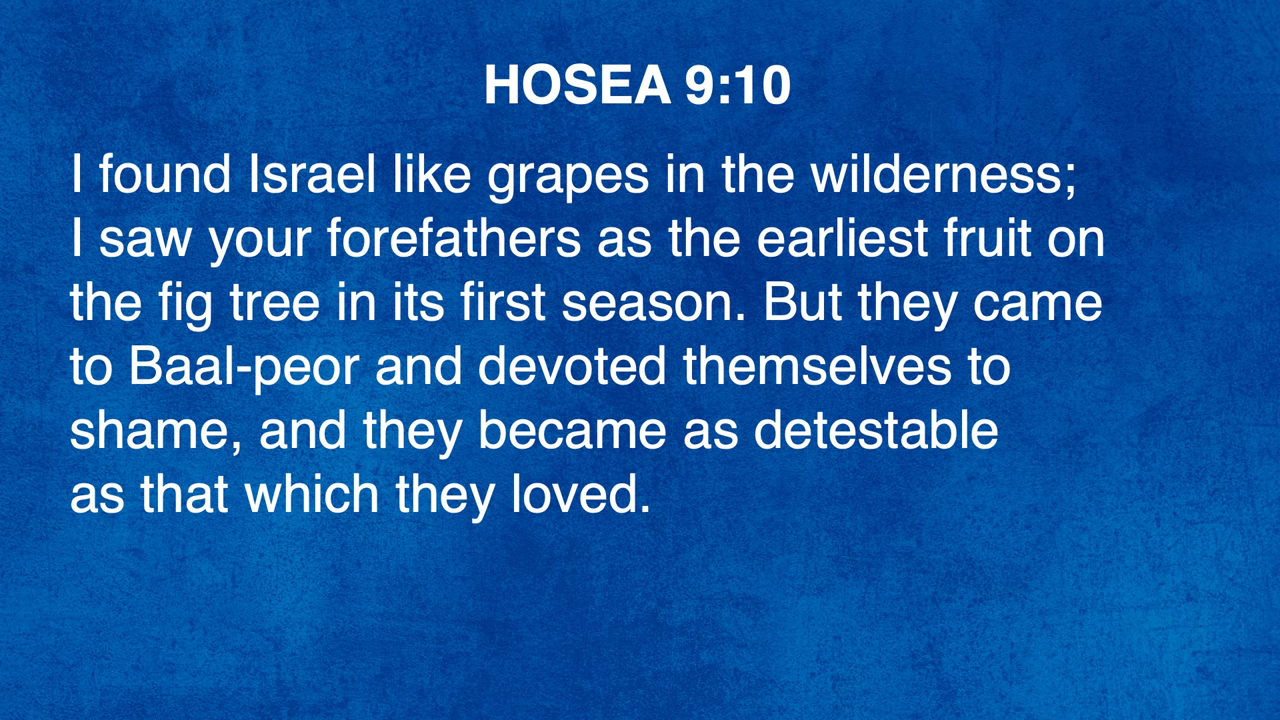 HOSEA 9:10
I found Israel like grapes in the wilderness;
I saw your forefathers as the earliest fruit on
the fig tree in its first season. But they came
to Baal-peor and devoted themselves to
shame, and they became as detestable
as that which they loved.